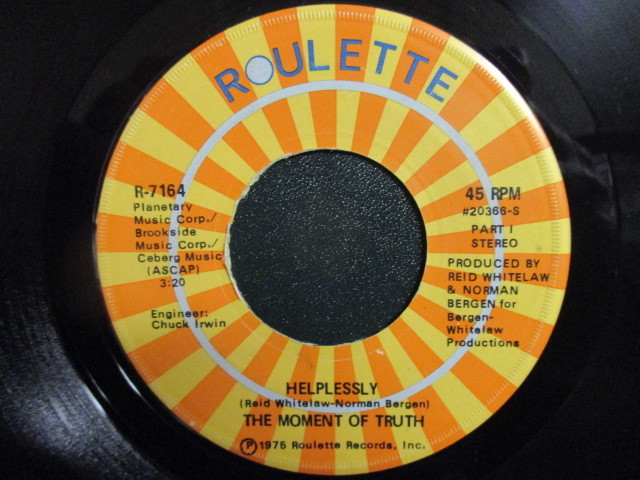 ROULETTE
R-7164
Planetary
Music Corp./
Brookside
Music Corp./
Ceberg Music
(ASCAP)
3:20
Engineer:
Chuck Irwin
45 RPM
#20366-S
PART I
STEREO
PRODUCED BY
REID WHITELAW
& NORMAN
BERGEN for
Bergen-
Whitelaw
Productions
HELPLESSLY
(Reid Whitelaw-Norman Bergen)
THE MOMENT OF TRUTH
Ⓟ1975 Roulette Records, Inc.